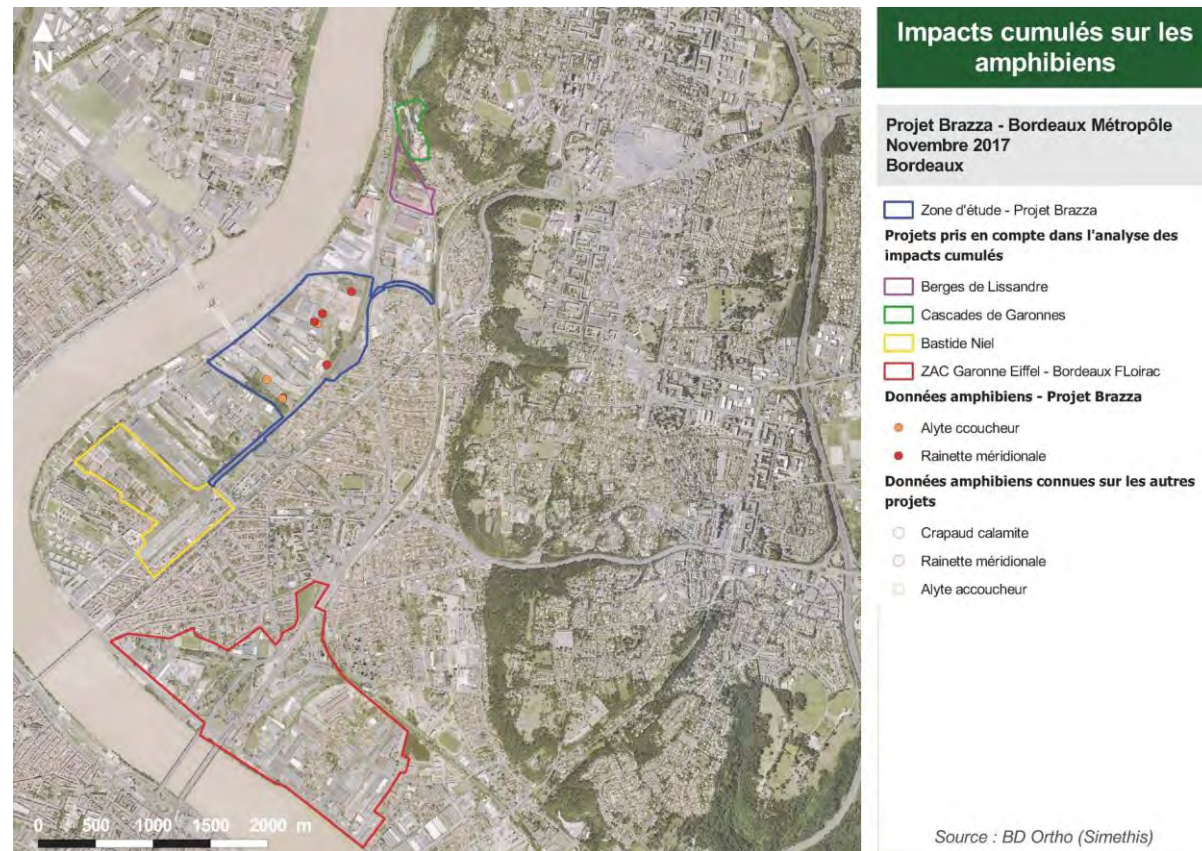 N
0 500 1000 1500 2000 m
Impacts cumulés sur les
amphibiens
Projet Brazza - Bordeaux Métropôle
Novembre 2017
Bordeaux
Zone d'étude - Projet Brazza
Projets pris en compte dans l'analyse des
impacts cumulés
Berges de Lissandre
Cascades de Garonnes
Bastide Niel
ZAC Garonne Eiffel - Bordeaux FLoirac
Données amphibiens - Projet Brazza
Alyte ccoucheur
Rainette méridionale
Données amphibiens connues sur les autres
projets
Crapaud calamite
Rainette méridionale
Alyte accoucheur
Source : BD Ortho (Simethis)